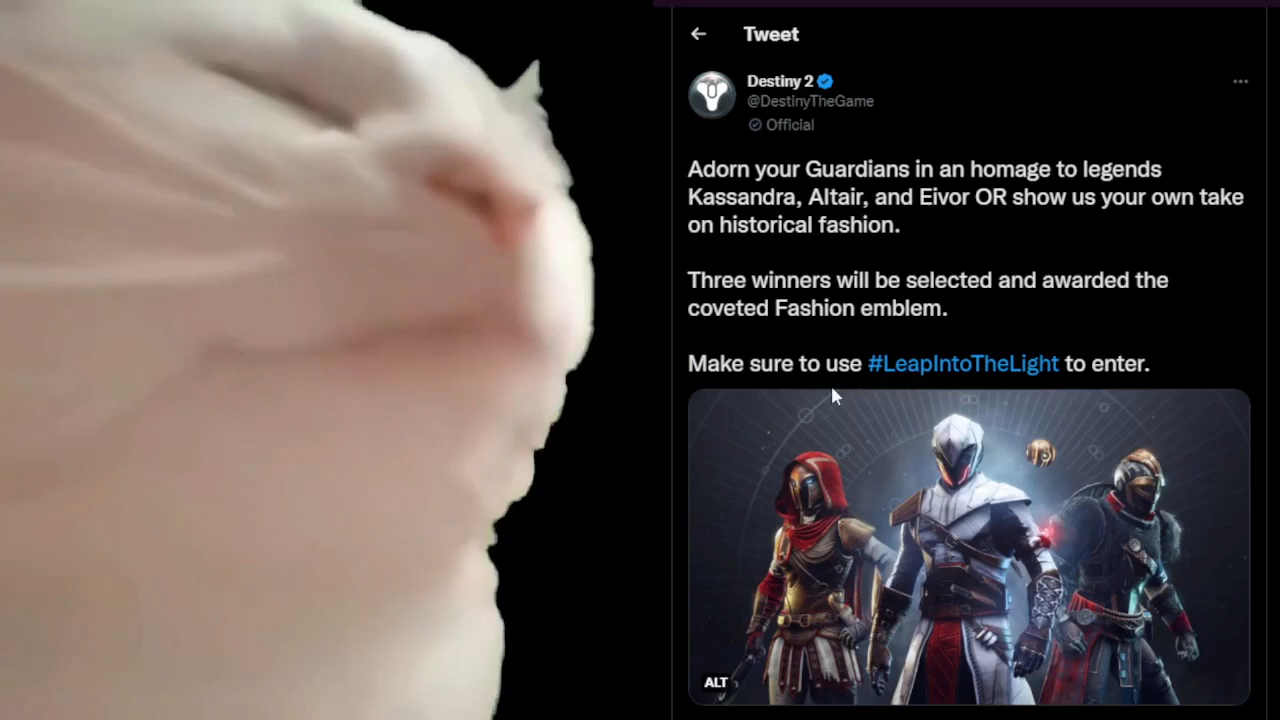 Tweet
Destiny 2
@DestinyTheGame
Official
Adorn your Guardians in an homage to legends
Kassandra, Altair, and Eivor OR show us your own take
on historical fashion.
Three winners will be selected and awarded the
coveted Fashion emblem.
Make sure to use #LeapIntoTheLight to enter.
ALT